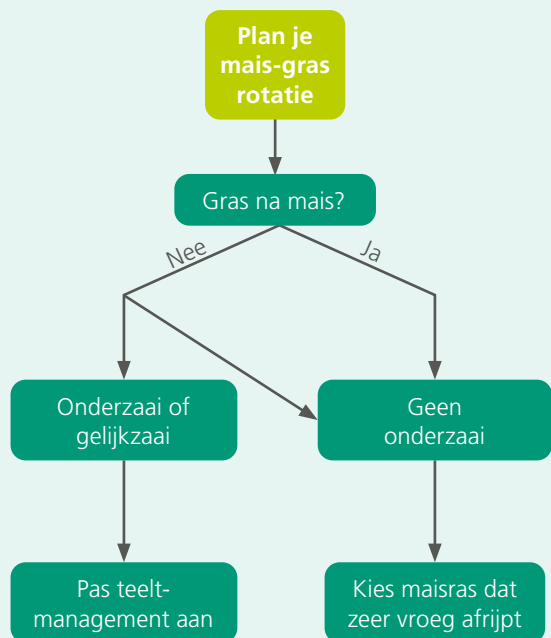 Plan je
mais-gras
rotatie
Gras na mais?
Nee
Ja
Onderzaai of
gelijkzaai
Geen
onderzaai
Pas teelt-
management aan
Kies maisras dat
zeer vroeg afrijpt